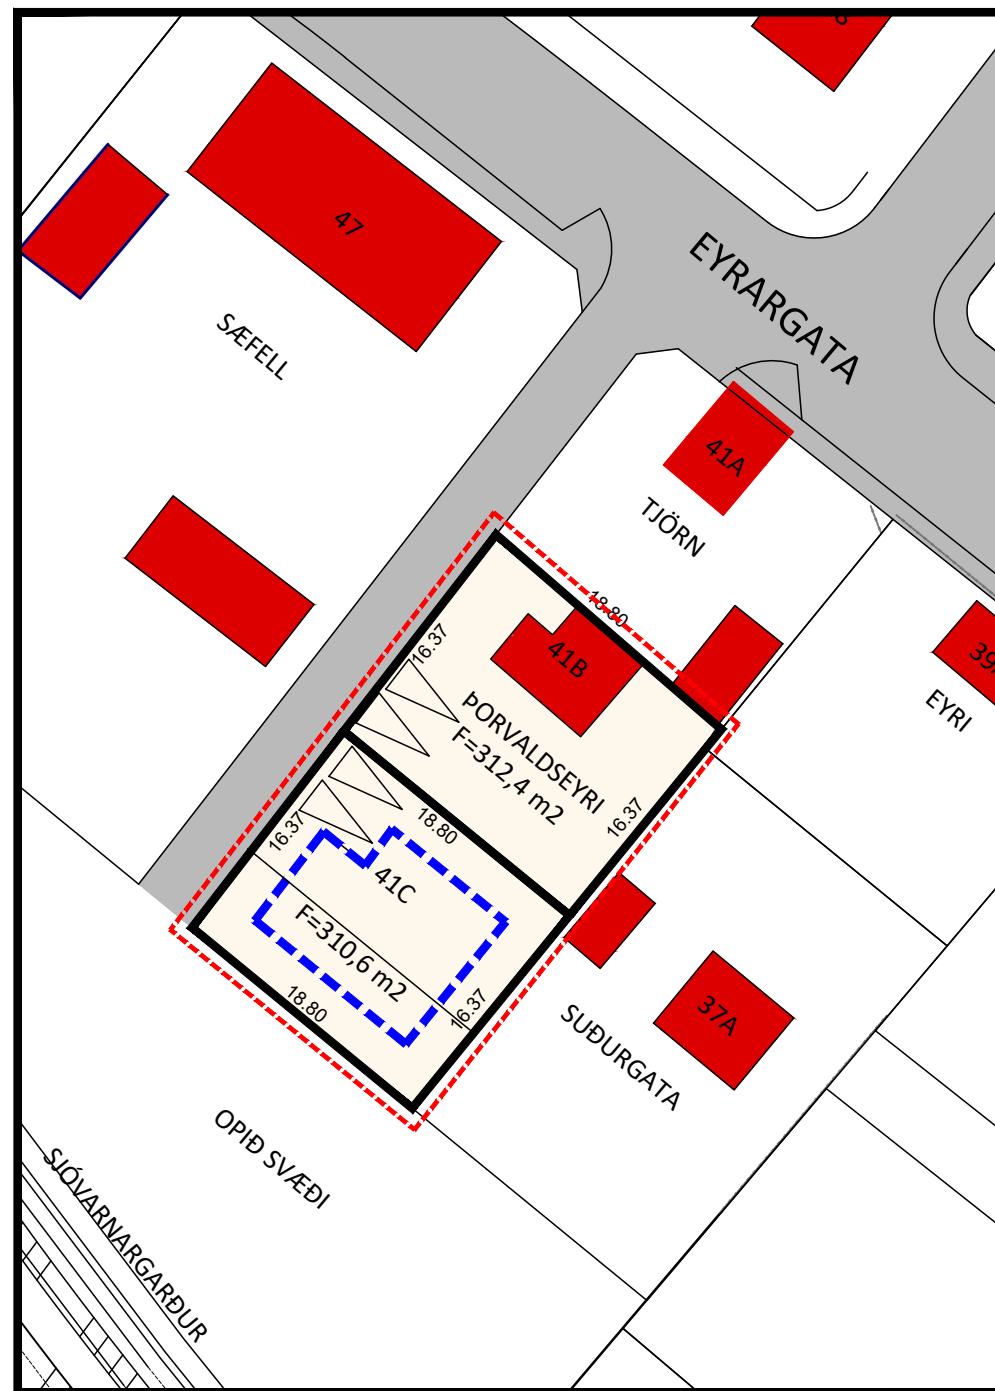 47
SÆFELL
EYRARGATA
41A
TJÖRN
18.80
16.37
41B
ÞORVALDSEYRI
F=312,4 m2
EYRI
16.37
18.80
16.37
41C
F=310,6 m2
18.80
16.37
37A
SUÐURGATA
OPIÐ SVÆÐI
SJÓVARNARGARÐUR